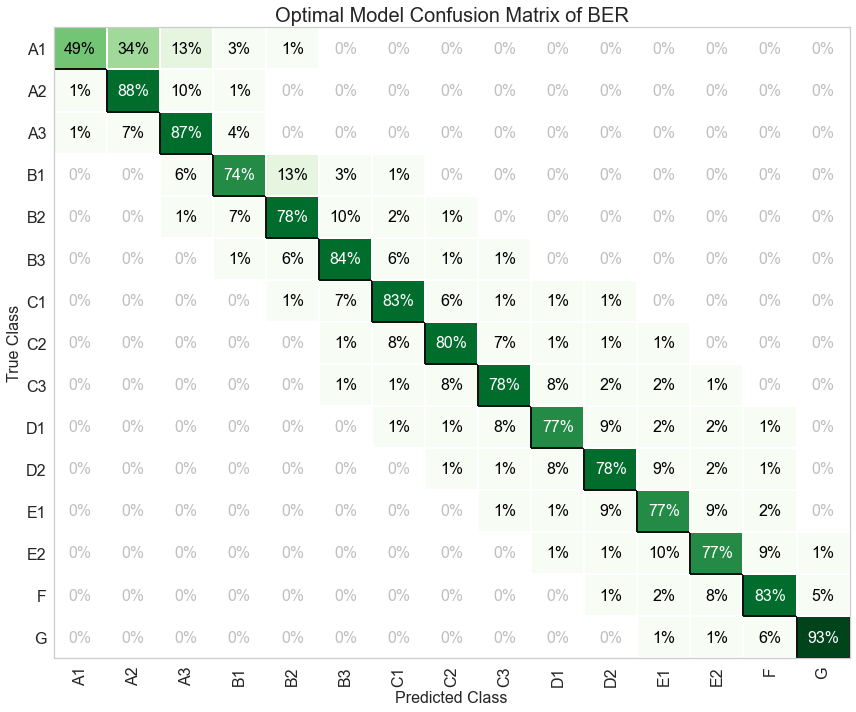 Optimal Model Confusion Matrix of BER
True Class
A1 49% 34% 13% 3% 1% 0% 0% 0% 0% 0% 0% 0% 0% 0% 0%
A2 1% 88% 10% 1% 0% 0% 0% 0% 0% 0% 0% 0% 0% 0% 0%
A3 1% 7% 87% 4% 0% 0% 0% 0% 0% 0% 0% 0% 0% 0% 0%
B1 0% 0% 6% 74% 13% 3% 1% 0% 0% 0% 0% 0% 0% 0% 0%
B2 0% 0% 1% 7% 78% 10% 2% 1% 0% 0% 0% 0% 0% 0% 0%
B3 0% 0% 0% 1% 6% 84% 6% 1% 1% 0% 0% 0% 0% 0% 0%
C1 0% 0% 0% 0% 1% 7% 83% 6% 1% 1% 1% 0% 0% 0% 0%
C2 0% 0% 0% 0% 0% 1% 8% 80% 7% 1% 1% 1% 0% 0% 0%
C3 0% 0% 0% 0% 0% 1% 1% 8% 78% 8% 2% 2% 1% 0% 0%
D1 0% 0% 0% 0% 0% 0% 1% 1% 8% 77% 9% 2% 2% 1% 0%
D2 0% 0% 0% 0% 0% 0% 0% 1% 1% 8% 78% 9% 2% 1% 0%
E1 0% 0% 0% 0% 0% 0% 0% 0% 1% 1% 9% 77% 9% 2% 0%
E2 0% 0% 0% 0% 0% 0% 0% 0% 0% 1% 1% 10% 77% 9% 1%
F 0% 0% 0% 0% 0% 0% 0% 0% 0% 0% 1% 2% 8% 83% 5%
G 0% 0% 0% 0% 0% 0% 0% 0% 0% 0% 0% 1% 1% 6% 93%
A1 A2 A3 B1 B2 B3 C1 C2 C3 D1 D2 E1 E2 F G
Predicted Class